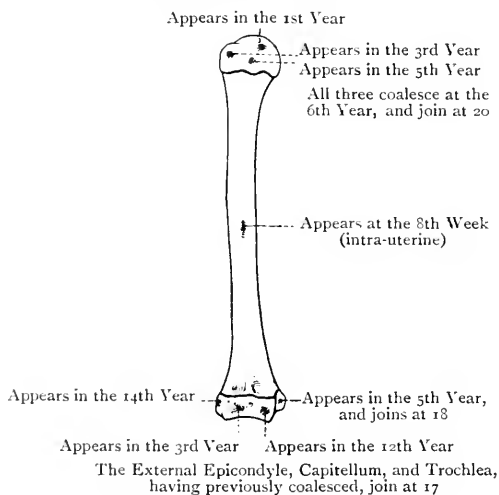 Appears in the 1st Year
Appears in the 3rd Year
Appears in the 5th Year
All three coalesce at the
6th Year, and join at 20
Appears at the 8th Week
(intra-uterine)
Appears in the 14th Year
Appears in the 5th Year,
and joins at 18
Appears in the 3rd Year
Appears in the 12th Year
The External Epicondyle, Capitellum, and Trochlea,
having previously coalesced, join at 17